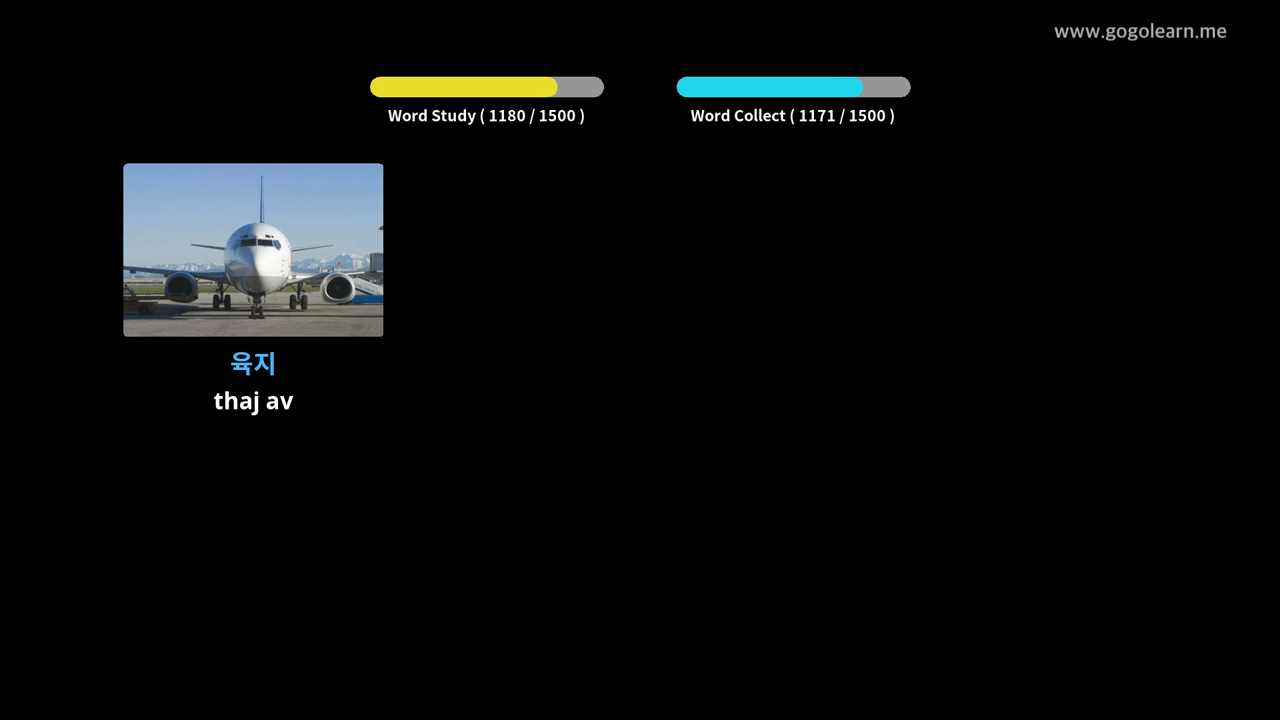 www.gogolearn.me
Word Study ( 1180 / 1500 )
Word Collect ( 1171 / 1500 )
육지
thaj av